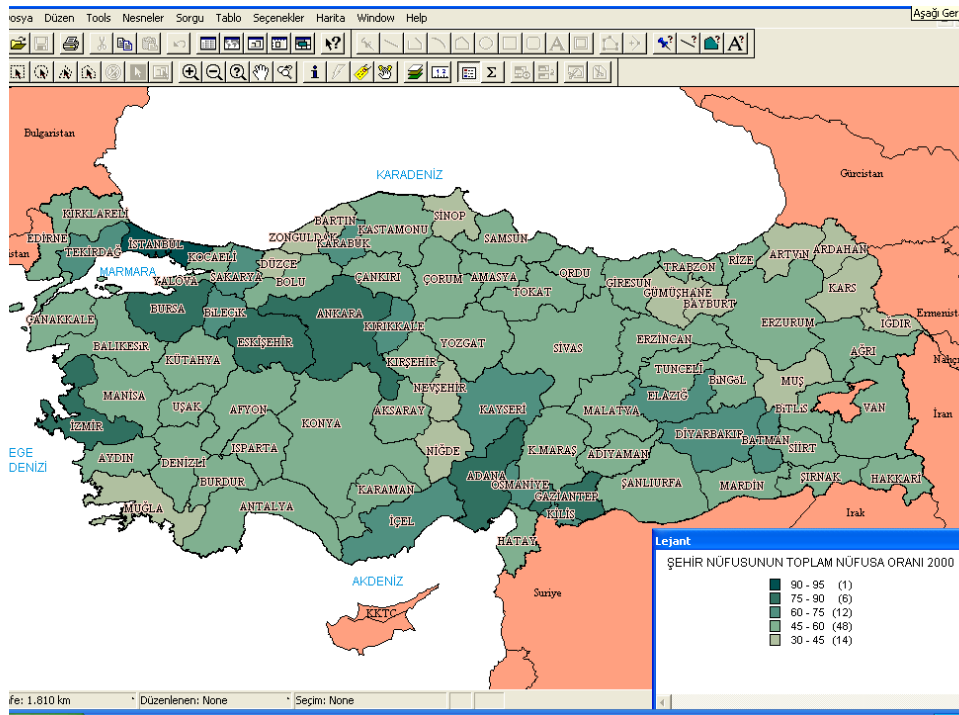 osya Düzen Tools Nesneler Sorgu Tablo Seçenekler Harita Window Help
Aşağı Ger
Bulgaristan
Gürcistan
KARADENİZ
KIRKLARELİ
EDİRNE
TEKİRDAĞ
istan
İSTANBUL
KOCAELİ
MARMARA
YALOVA
SAKARYA
DÜZCE
BOLU
ZONGULDAK
BARTIN
KARABÜK
KASTAMONU
SİNOP
SAMSUN
ÇANKIRI
ÇORUM
AMASYA
TOKAT
ORDU
GİRESUN
TRABZON
GÜMÜŞHANE
BAYBURT
RİZE
ARTVİN
ARDAHAN
KARS
Ermenist
IĞDIR
ÇANAKKALE
BURSA
BİLECİK
ANKARA
KIRIKKALE
ESKİŞEHİR
BALIKESİR
KÜTAHYA
KIRŞEHİR
YOZGAT
SİVAS
ERZİNCAN
ERZURUM
AĞRI
Nahçı
TUNCELİ
BİNGÖL
MUŞ
BİTLİS
VAN
İran
MANİSA
UŞAK
AFYON
KONYA
AKSARAY
NEVŞEHİR
KAYSERİ
MALATYA
ELAZIĞ
DİYARBAKIR
BATMAN
SİİRT
İZMİR
EGE
DENİZİ
AYDIN
DENİZLİ
ISPARTA
BURDUR
NİĞDE
ADANA
K.MARAŞ
ADIYAMAN
OSMANİYE
GAZİANTEP
KİLİS
ŞANLIURFA
MARDİN
ŞIRNAK
HAKKARİ
MUĞLA
ANTALYA
KARAMAN
İÇEL
HATAY
Irak
Suriye
AKDENİZ
KKTC
Lejant
ŞEHİR NÜFUSUNUN TOPLAM NÜFUSA ORANI 2000
90 - 95 (1)
75 - 90 (6)
60 - 75 (12)
45 - 60 (48)
30 - 45 (14)
fe: 1.810 km Düzenlenen: None Seçim: None